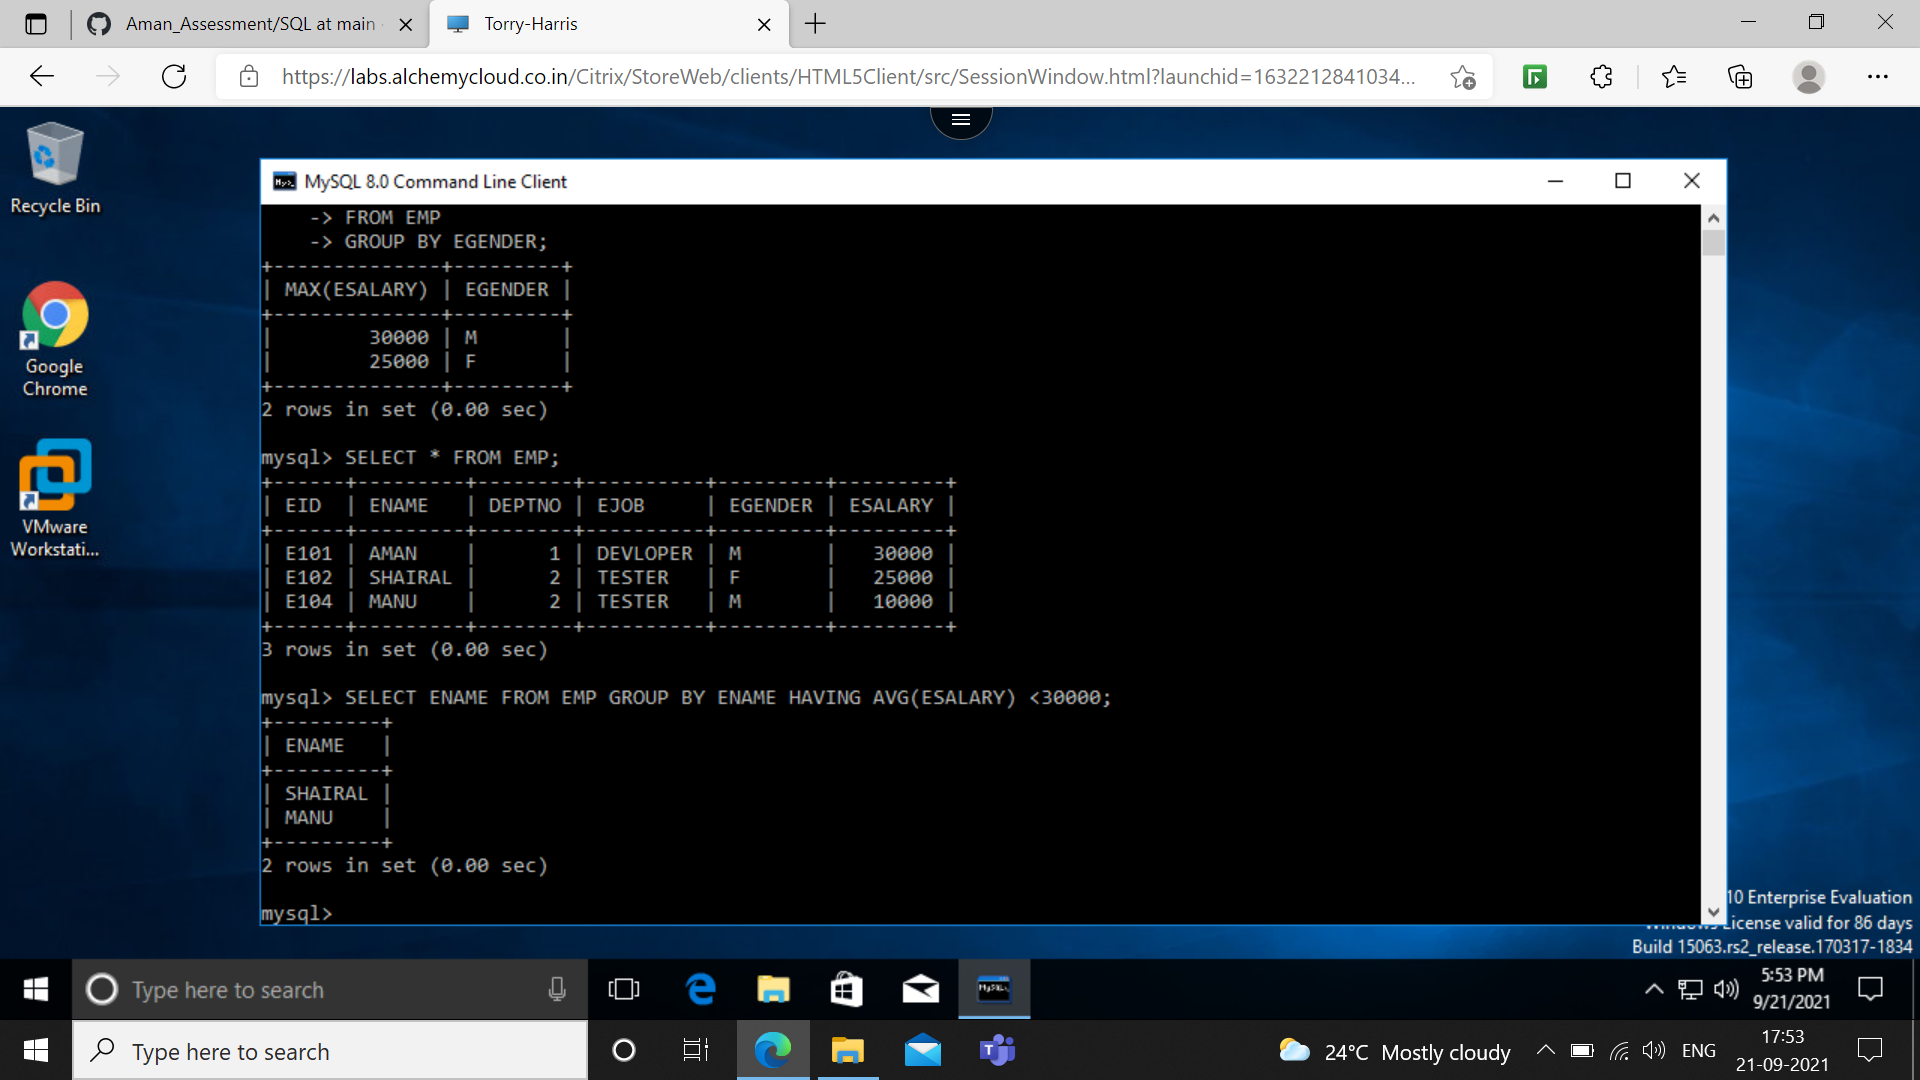 Aman_Assessment/SQL at main
Torry-Harris
https://labs.alchemycloud.co.in/Citrix/StoreWeb/clients/HTML5Client/src/SessionWindow.html?launchid=1632212841034...
Recycle Bin
Google
Chrome
VMware
Workstati...
MySQL 8.0 Command Line Client
    -> FROM EMP
    -> GROUP BY EGENDER;
+--------------+---------+
| MAX(ESALARY) | EGENDER |
+--------------+---------+
|        30000 | M       |
|        25000 | F       |
+--------------+---------+
2 rows in set (0.00 sec)
mysql> SELECT * FROM EMP;
+------+---------+--------+----------+---------+---------+
| EID  | ENAME   | DEPTNO | EJOB     | EGENDER | ESALARY |
+------+---------+--------+----------+---------+---------+
| E101 | AMAN    |      1 | DEVLOPER | M       |   30000 |
| E102 | SHAIRAL |      2 | TESTER   | F       |   25000 |
| E104 | MANU    |      2 | TESTER   | M       |   10000 |
+------+---------+--------+----------+---------+---------+
3 rows in set (0.00 sec)
mysql> SELECT ENAME FROM EMP GROUP BY ENAME HAVING AVG(ESALARY) <30000;
+---------+
| ENAME   |
+---------+
| SHAIRAL |
| MANU    |
+---------+
2 rows in set (0.00 sec)
mysql>
10 Enterprise Evaluation
Windows License valid for 86 days
Build 15063.rs2_release.170317-1834
Type here to search
5:53 PM
9/21/2021
Type here to search
24°C Mostly cloudy
ENG
17:53
21-09-2021